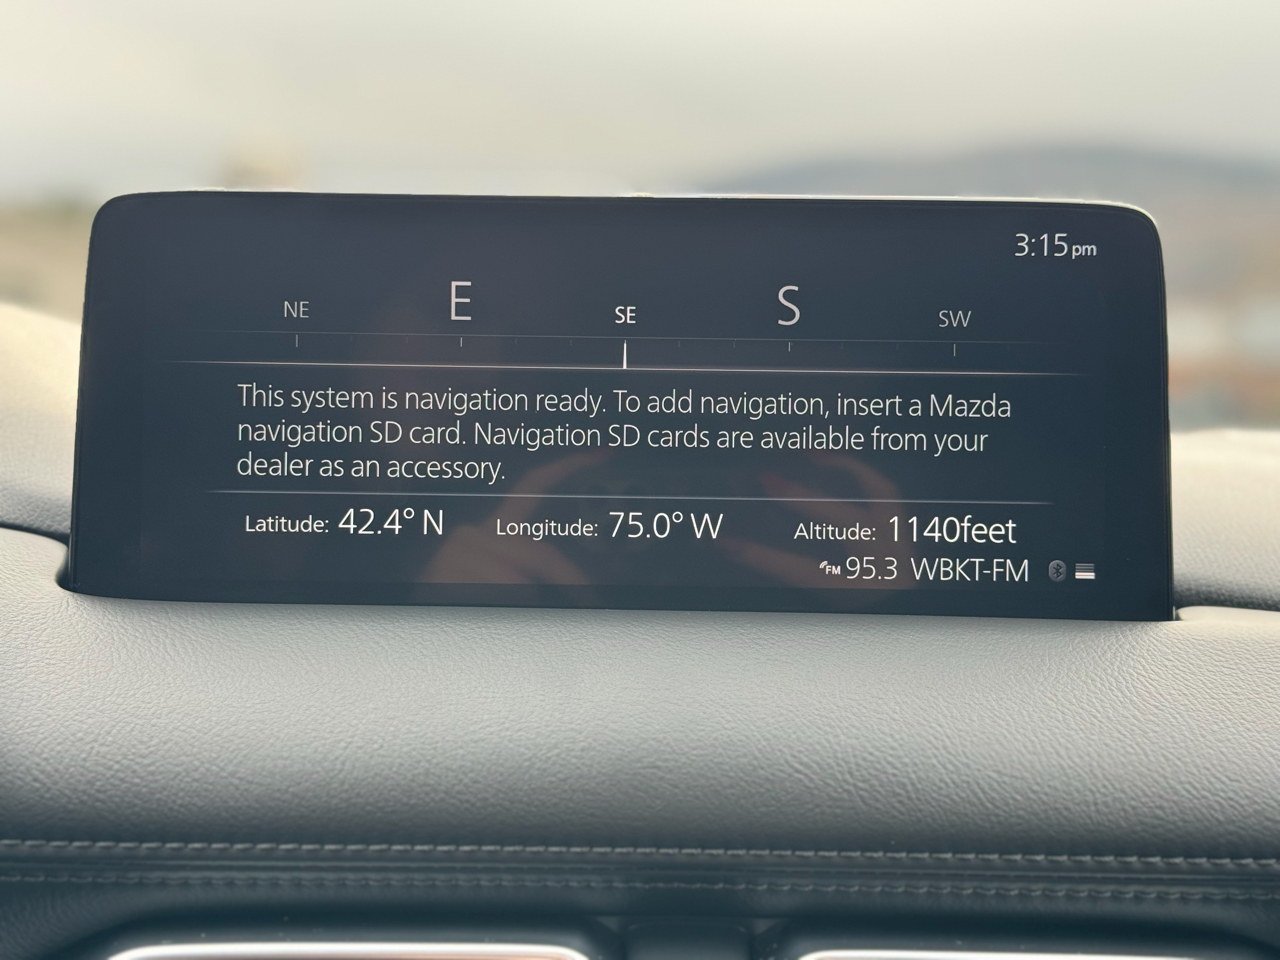 3:15pm
NE E SE S SW
This system is navigation ready. To add navigation, insert a Mazda
navigation SD card. Navigation SD cards are available from your
dealer as an accessory.
Latitude: 42.4° N Longitude: 75.0° W Altitude: 1140feet
FM 95.3 WBKT-FM